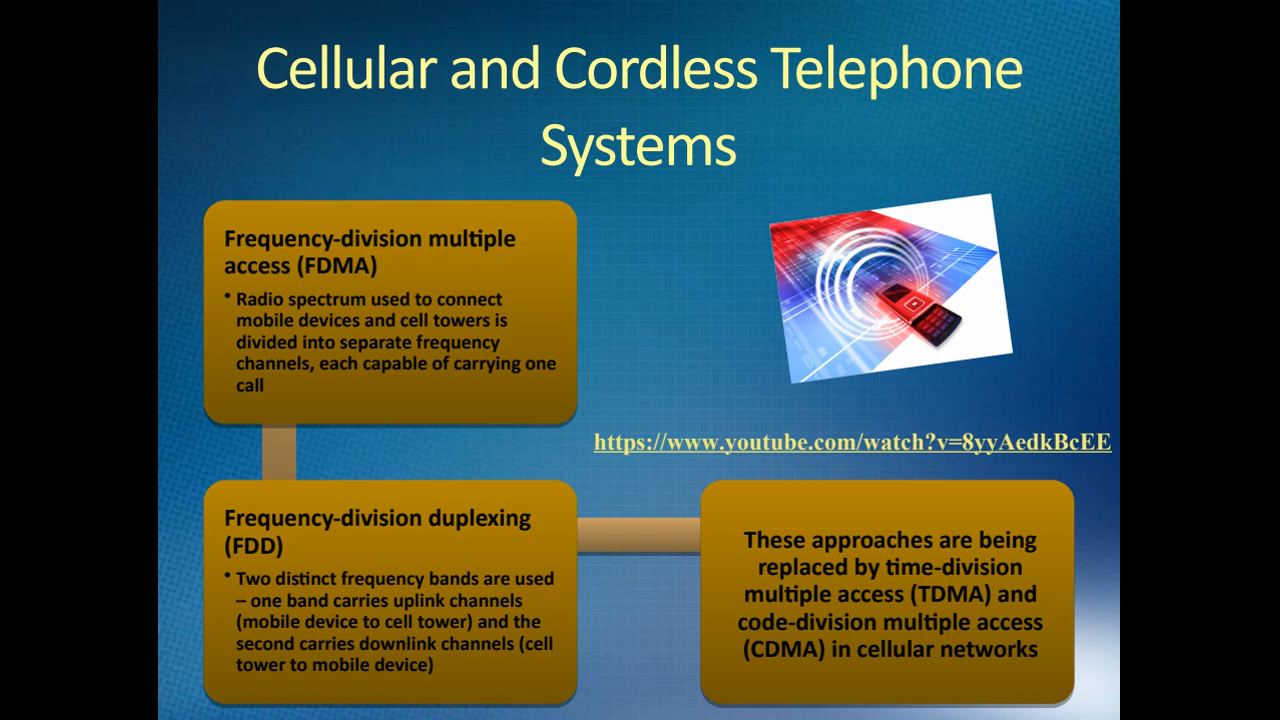 Cellular and Cordless Telephone
Systems
Frequency-division multiple
access (FDMA)
• Radio spectrum used to connect
mobile devices and cell towers is
divided into separate frequency
channels, each capable of carrying one
call
https://www.youtube.com/watch?v=8yyAedkBcEE
Frequency-division duplexing
(FDD)
• Two distinct frequency bands are used
– one band carries uplink channels
(mobile device to cell tower) and the
second carries downlink channels (cell
tower to mobile device)
These approaches are being
replaced by time-division
multiple access (TDMA) and
code-division multiple access
(CDMA) in cellular networks